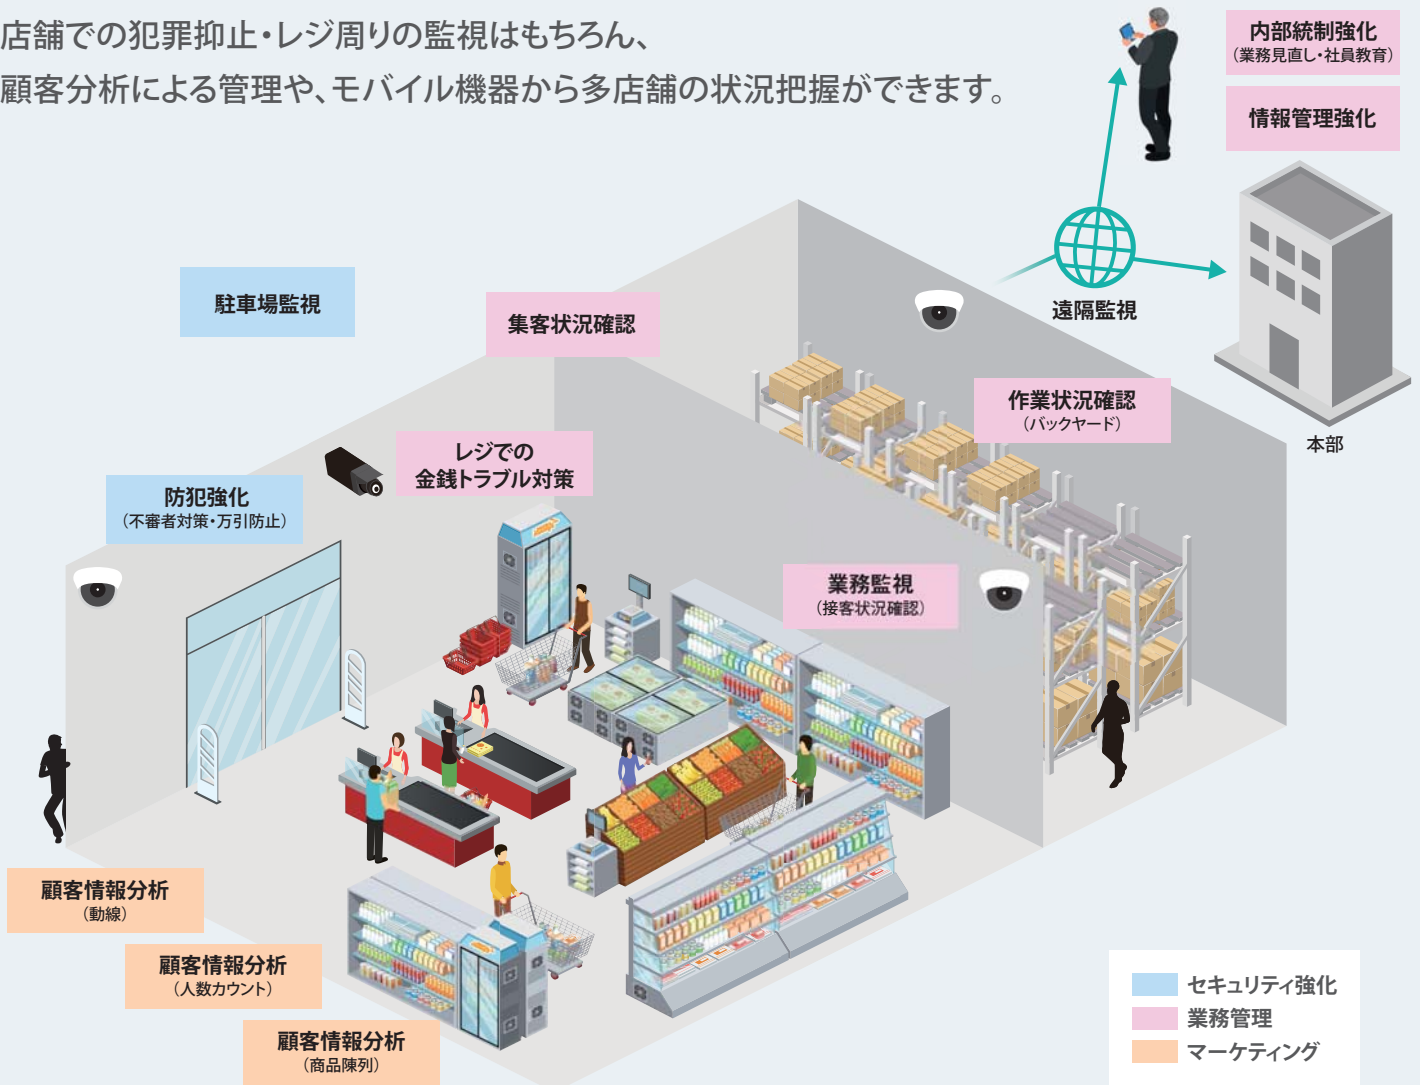 店舗での犯罪抑止・レジ周りの監視はもちろん、
顧客分析による管理や、モバイル機器から多店舗の状況把握ができます。
内部統制強化
（業務見直し・社員教育）
情報管理強化
遠隔監視
本部
駐車場監視
集客状況確認
作業状況確認
（バックヤード）
レジでの
金銭トラブル対策
防犯強化
（不審者対策・万引防止）
業務監視
（接客状況確認）
顧客情報分析
（動線）
顧客情報分析
（人数カウント）
顧客情報分析
（商品陳列）
セキュリティ強化
業務管理
マーケティング